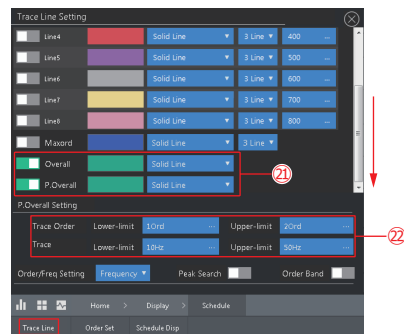 Trace Line Setting
Line4 Solid Line 3 Line 400 ...
Line5 Solid Line 3 Line 500 ...
Line6 Solid Line 3 Line 600 ...
Line7 Solid Line 3 Line 700 ...
Line8 Solid Line 3 Line 800 ...
Maxord Solid Line 3 Line
Overall Solid Line
P.Overall Solid Line
21
P.Overall Setting
Trace Order Lower-limit 1Ord ... Upper-limit 2Ord ...
Trace Lower-limit 10Hz ... Upper-limit 50Hz ...
22
Order/Freq Setting Frequency Peak Search Order Band
Home > Display > Schedule
Trace Line Order Set Schedule Disp